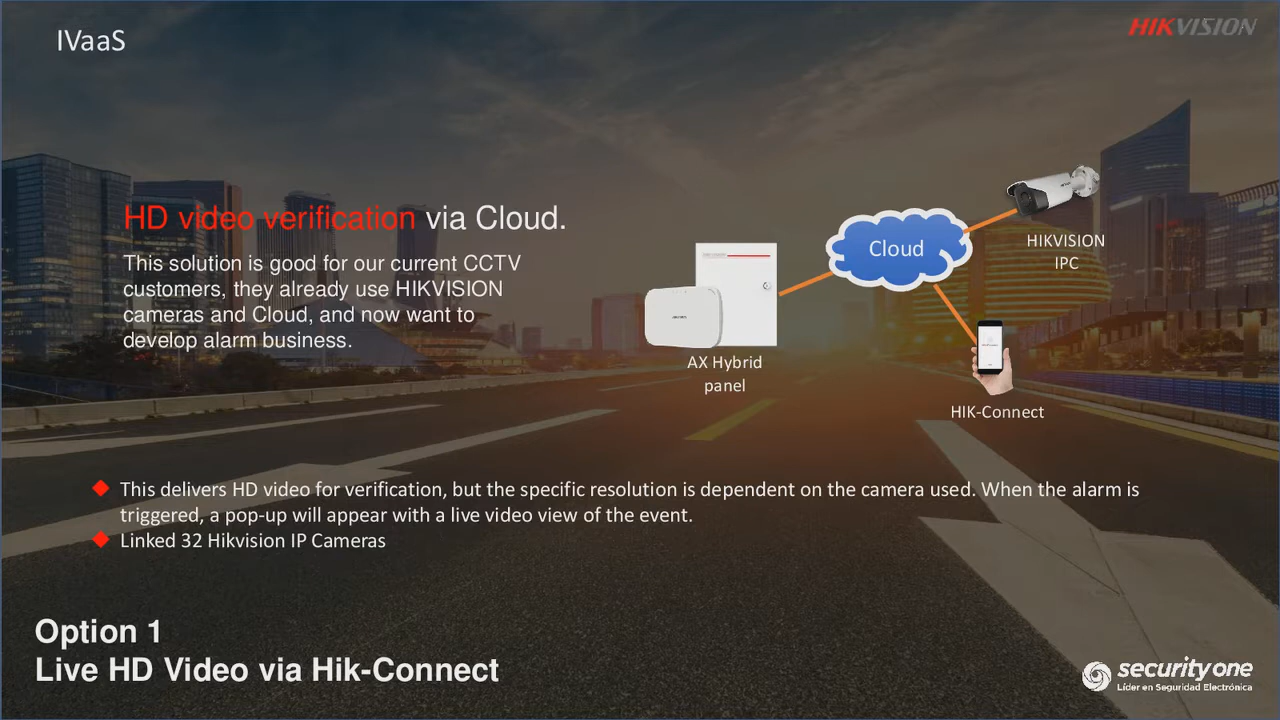 IVaaS
HIKVISION
HD video verification via Cloud.
This solution is good for our current CCTV
customers, they already use HIKVISION
cameras and Cloud, and now want to
develop alarm business.
Cloud
HIKVISION
IPC
AX Hybrid
panel
HIK-Connect
This delivers HD video for verification, but the specific resolution is dependent on the camera used. When the alarm is
triggered, a pop-up will appear with a live video view of the event.
Linked 32 Hikvision IP Cameras
Option 1
Live HD Video via Hik-Connect
security one
Líder en Seguridad Electrónica